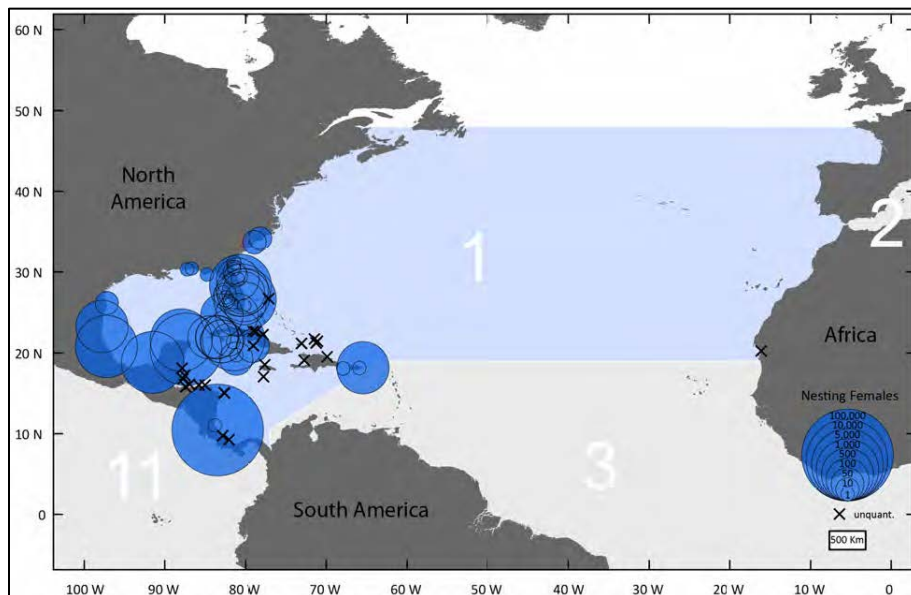 60 N
50 N
40 N
30 N
20 N
10 N
0
North
America
1
2
Africa
Nesting Females
100,000
10,000
5,000
1,000
500
100
50
10
1
unquant.
500 Km
11
3
South America
100 W
90 W
80 W
70 W
60 W
50 W
40 W
30 W
20 W
10 W
0